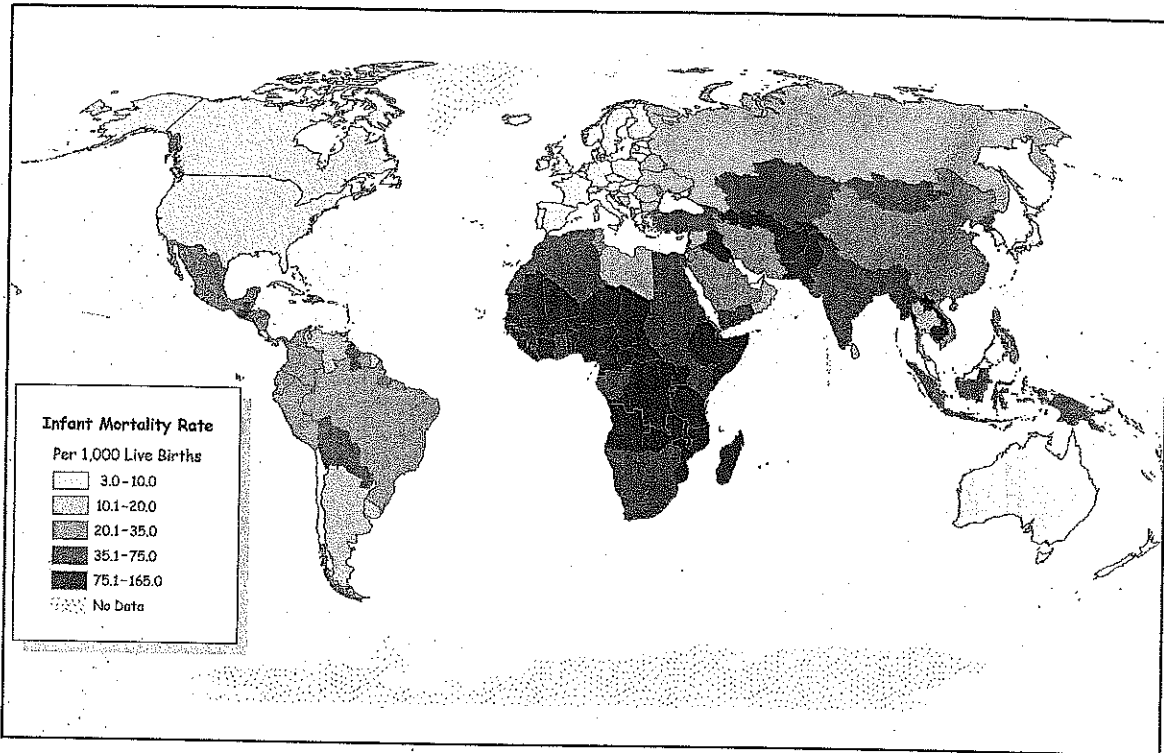 Infant Mortality Rate
Per 1,000 Live Births
3.0-10.0
10.1-20.0
20.1-35.0
35.1-75.0
75.1-165.0
No Data